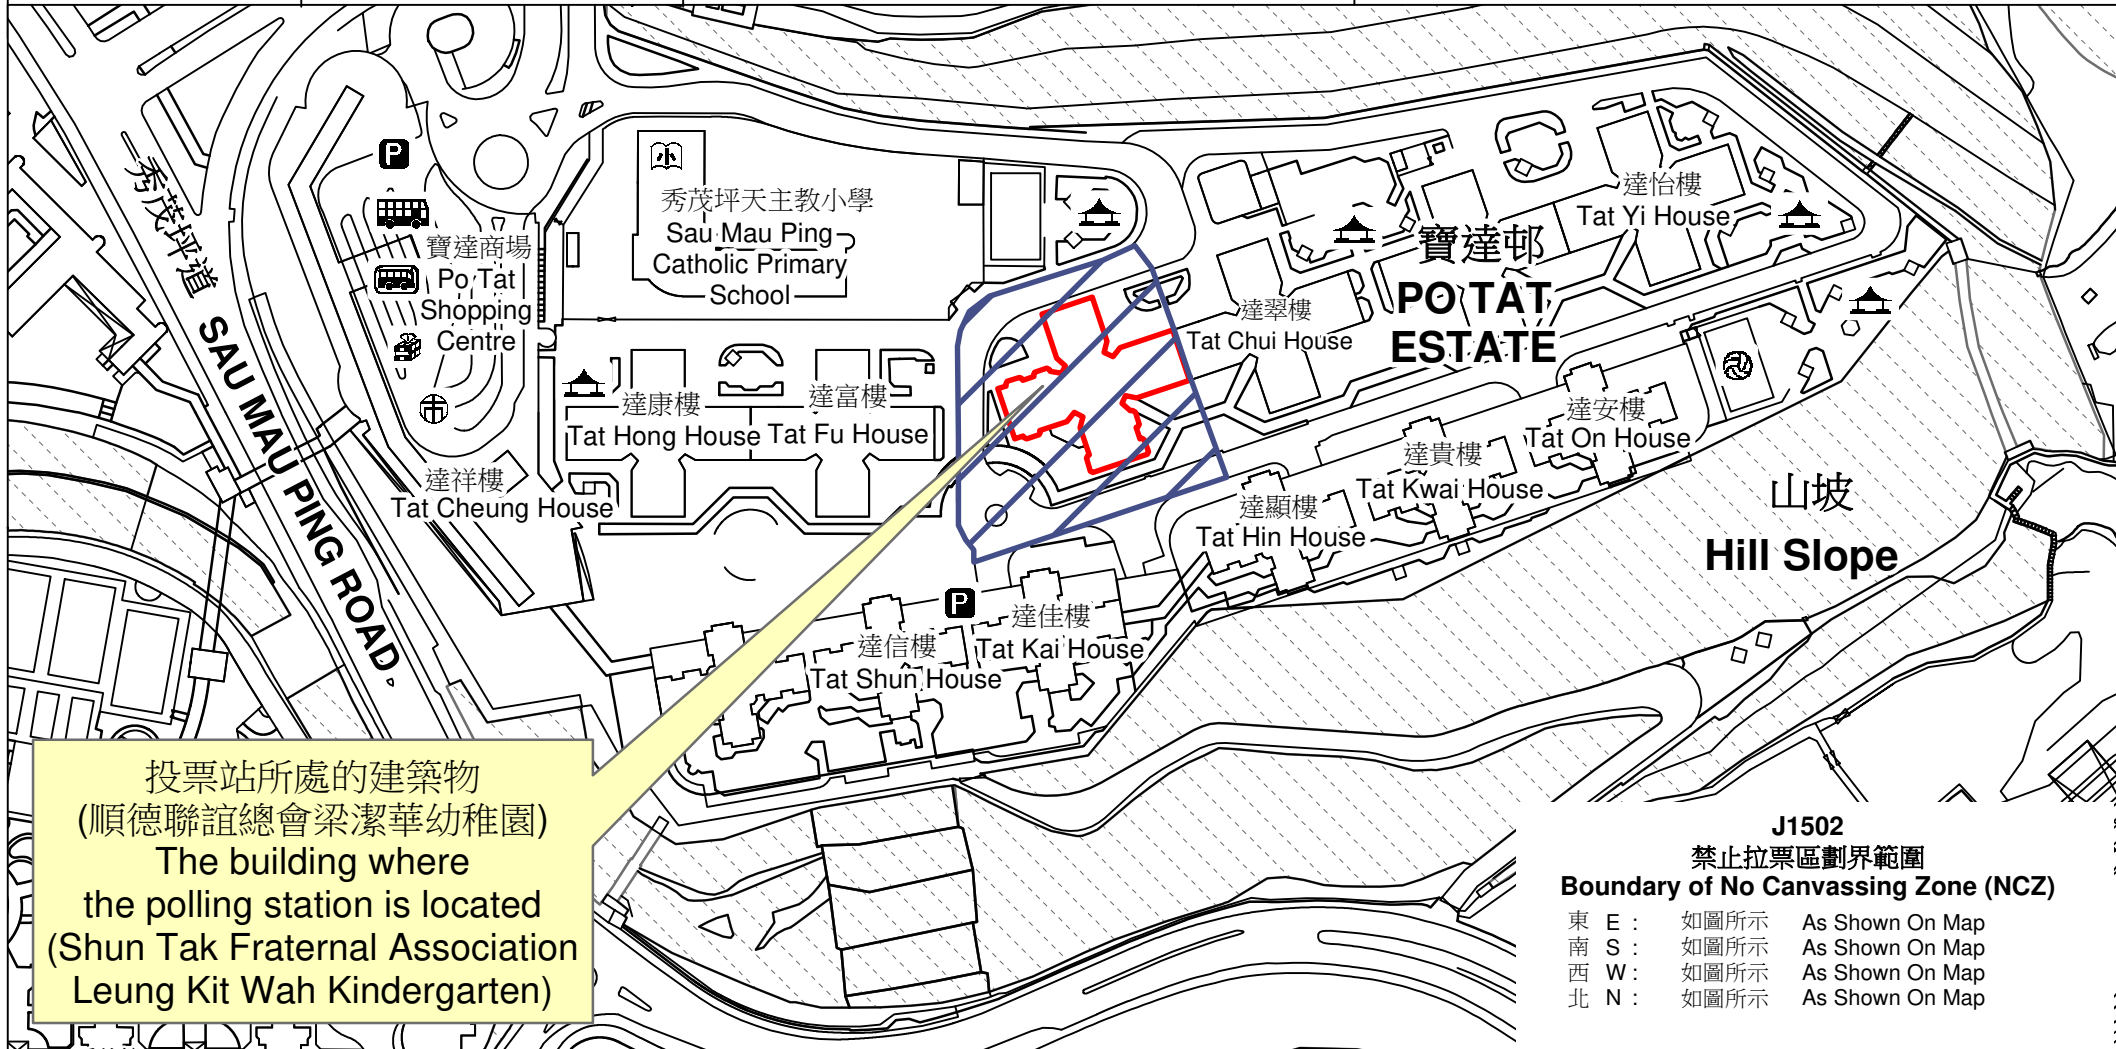 P
小
秀茂坪天主教小學
Sau Mau Ping
Catholic Primary
School
秀茂坪道 SAU MAU PING ROAD
寶達商場
Po Tat
Shopping
Centre
達怡樓
Tat Yi House
寶達邨
PO TAT
ESTATE
達翠樓
Tat Chui House
達康樓
Tat Hong House
達富樓
Tat Fu House
達安樓
Tat On House
達貴樓
Tat Kwai House
達祥樓
Tat Cheung House
達顯樓
Tat Hin House
山坡
Hill Slope
P
達佳樓
Tat Kai House
達信樓
Tat Shun House
投票站所處的建築物
(順德聯誼總會梁潔華幼稚園)
The building where
the polling station is located
(Shun Tak Fraternal Association
Leung Kit Wah Kindergarten)
J1502
禁止拉票區劃界範圍
Boundary of No Canvassing Zone (NCZ)
東 E : 如圖所示 As Shown On Map
南 S : 如圖所示 As Shown On Map
西 W : 如圖所示 As Shown On Map
北 N : 如圖所示 As Shown On Map